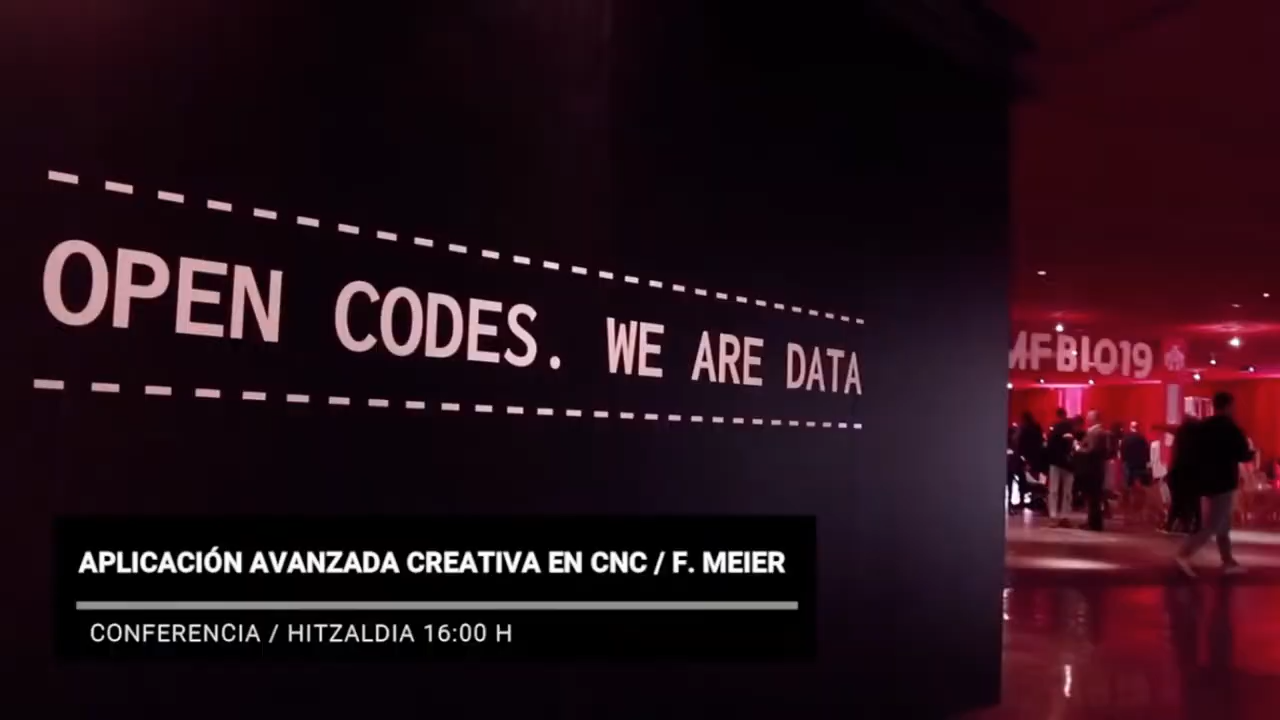 OPEN CODES. WE ARE DATA
MFBIO19
APLICACIÓN AVANZADA CREATIVA EN CNC / F. MEIER
CONFERENCIA / HITZALDIA 16:00 H